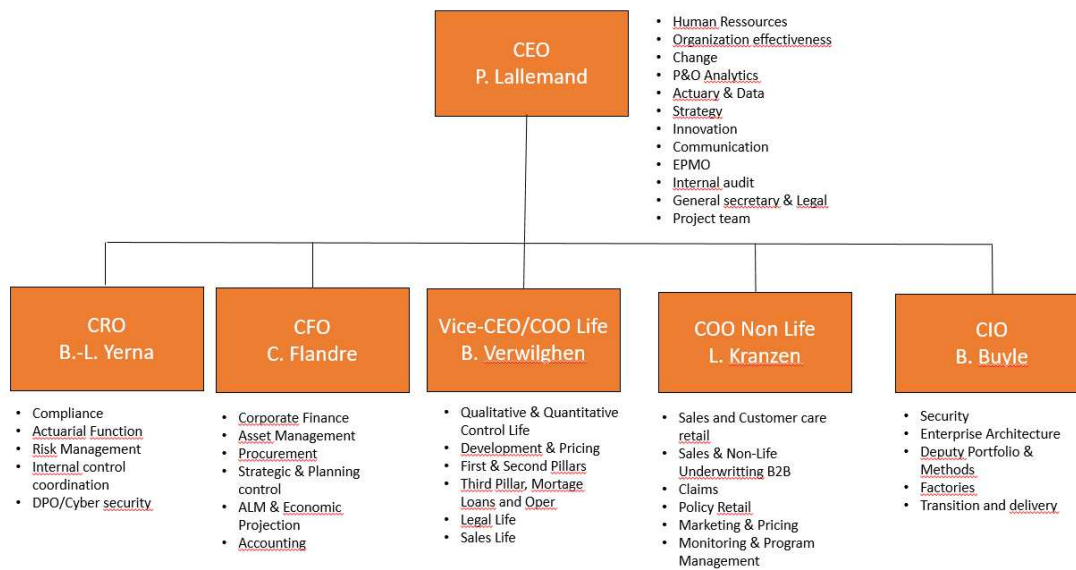 CEO
P. Lallemand
• Human Ressources
• Organization effectiveness
• Change
• P&O Analytics
• Actuary & Data
• Strategy
• Innovation
• Communication
• EPMO
• Internal audit
• General secretary & Legal
• Project team
CRO
B.-L. Yerna
• Compliance
• Actuarial Function
• Risk Management
• Internal control
coordination
• DPO/Cyber security
CFO
C. Flandre
• Corporate Finance
• Asset Management
• Procurement
• Strategic & Planning
control
• ALM & Economic
Projection
• Accounting
Vice-CEO/COO Life
B. Verwilghen
• Qualitative & Quantitative
Control Life
• Development & Pricing
• First & Second Pillars
• Third Pillar, Mortage
Loans and Oper
• Legal Life
• Sales Life
COO Non Life
L. Kranzen
• Sales and Customer care
retail
• Sales & Non-Life
Underwritting B2B
• Claims
• Policy Retail
• Marketing & Pricing
• Monitoring & Program
Management
CIO
B. Buyle
• Security
• Enterprise Architecture
• Deputy Portfolio &
Methods
• Factories
• Transition and delivery